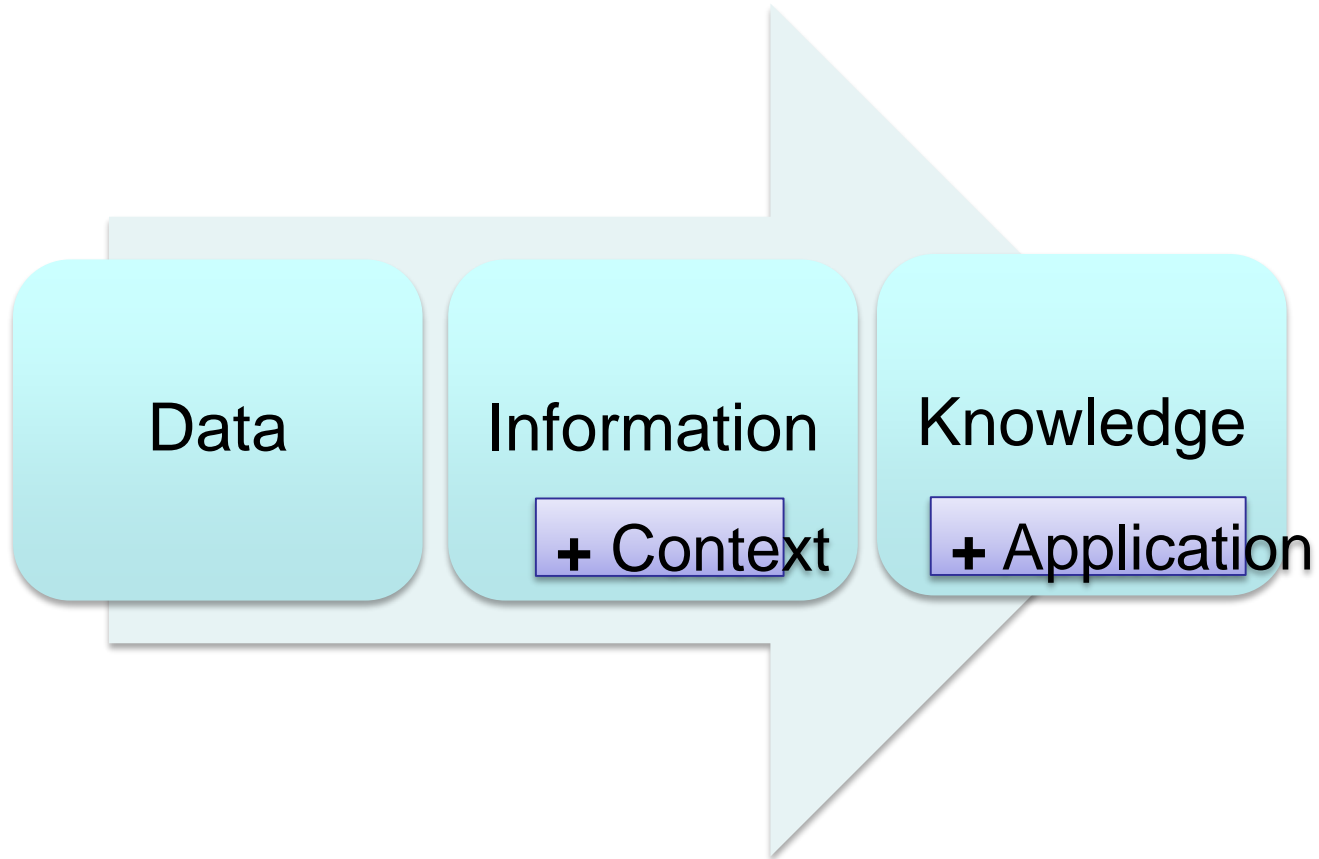 Data
Information
+ Context
Knowledge
+ Application